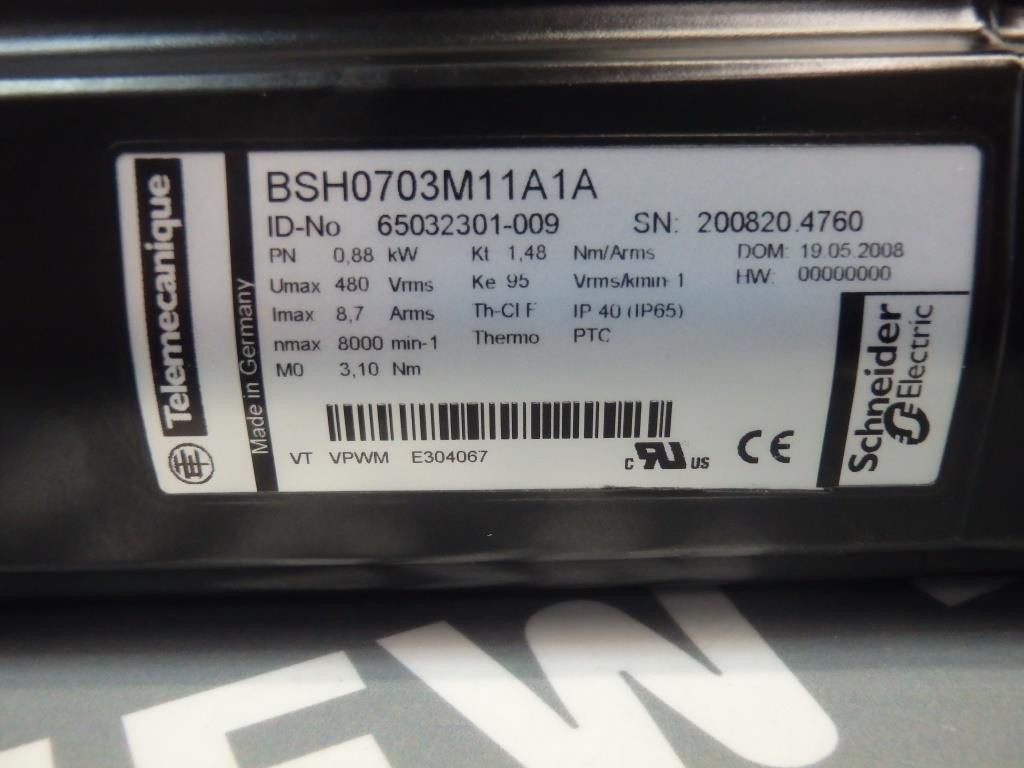 Telemecanique
Made in Germany
BSH0703M11A1A
ID-No 65032301-009 SN: 200820.4760
PN 0,88 kW Kt 1,48 Nm/Arms DOM: 19.05.2008
Umax 480 Vrms Ke 95 Vrms/kmin-1 HW: 00000000
Imax 8,7 Arms Th-Cl F IP 40 (IP65)
nmax 8000 min-1 Thermo PTC
M0 3,10 Nm
VT VPWM E304067
c RU US CE
Schneider
Electric